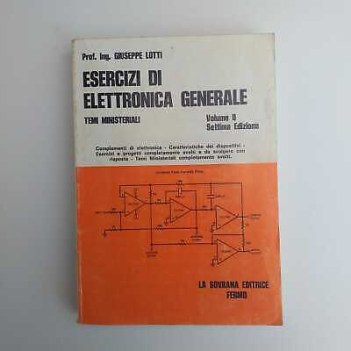 Prof. Ing. GIUSEPPE LOTTI
ESERCIZI DI
ELETTRONICA GENERALE
TEMI MINISTERIALI
Volume II
Settima Edizione
Complementi di elettronica - Caratteristiche dei dispositivi -
Esercizi e progetti completamente svolti e da svolgere con
risposta - Temi Ministeriali completamente svolti.
LA SOVRANA EDITRICE
FERMO